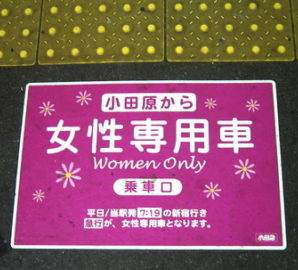 小田原から
女性専用車
Women Only
乗車口
平日/当駅発7:19の新宿行き
急行が、女性専用車となります。